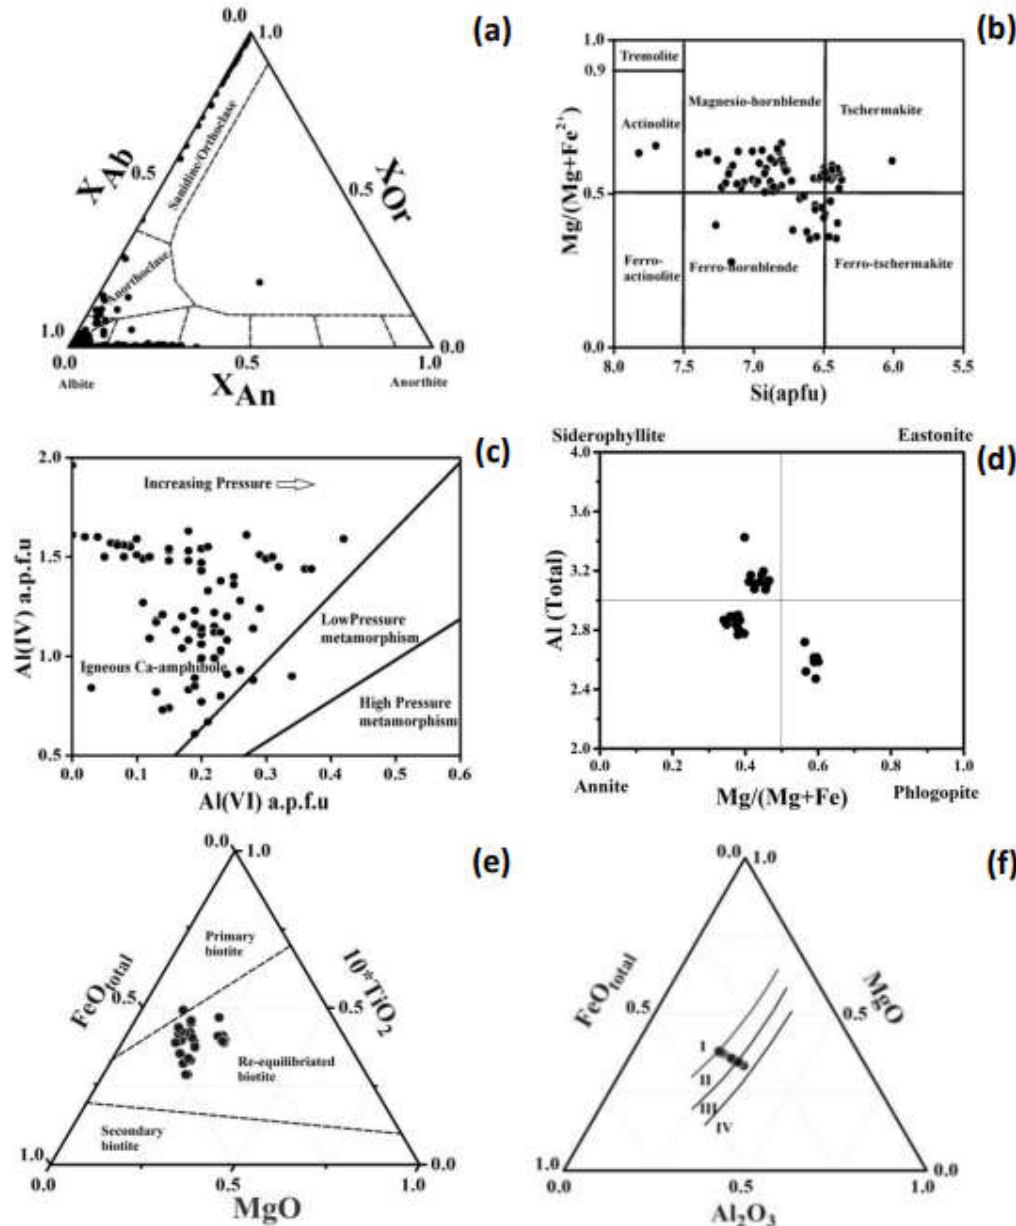 (a)
0.0
1.0
X Ab
0.5
Sanidine/Orthoclase
0.5
X Or
Anorthoclase
1.0
0.0
0.0
0.5
1.0
Albite
X An
Anorthite
(b)
1.0
Tremolite
0.9
Magnesio-hornblende
Tschermakite
Actinolite
Mg/(Mg+Fe²⁺)
0.5
Ferro-
actinolite
Ferro-hornblende
Ferro-tschermakite
0.0
8.0 7.5 7.0 6.5 6.0 5.5
Si(apfu)
(c)
2.0
Increasing Pressure
1.5
Al(IV) a.p.f.u
LowPressure
metamorphism
1.0
Igneous Ca-amphibole
High Pressure
metamorphism
0.5
0.0 0.1 0.2 0.3 0.4 0.5 0.6
Al(VI) a.p.f.u
Siderophyllite
Eastonite
(d)
4.0
3.6
3.2
Al (Total)
2.8
2.4
2.0
0.0 0.2 0.4 0.6 0.8 1.0
Annite
Mg/(Mg+Fe)
Phlogopite
(e)
0.0
1.0
Primary
biotite
FeO total
0.5
10*TiO₂
0.5
Re-equilibriated
biotite
Secondary
biotite
1.0
0.0
0.0
0.5
1.0
MgO
(f)
0.0
1.0
FeO total
MgO
0.5
0.5
I
II
III
IV
1.0
0.0
0.0
0.5
1.0
Al₂O₃